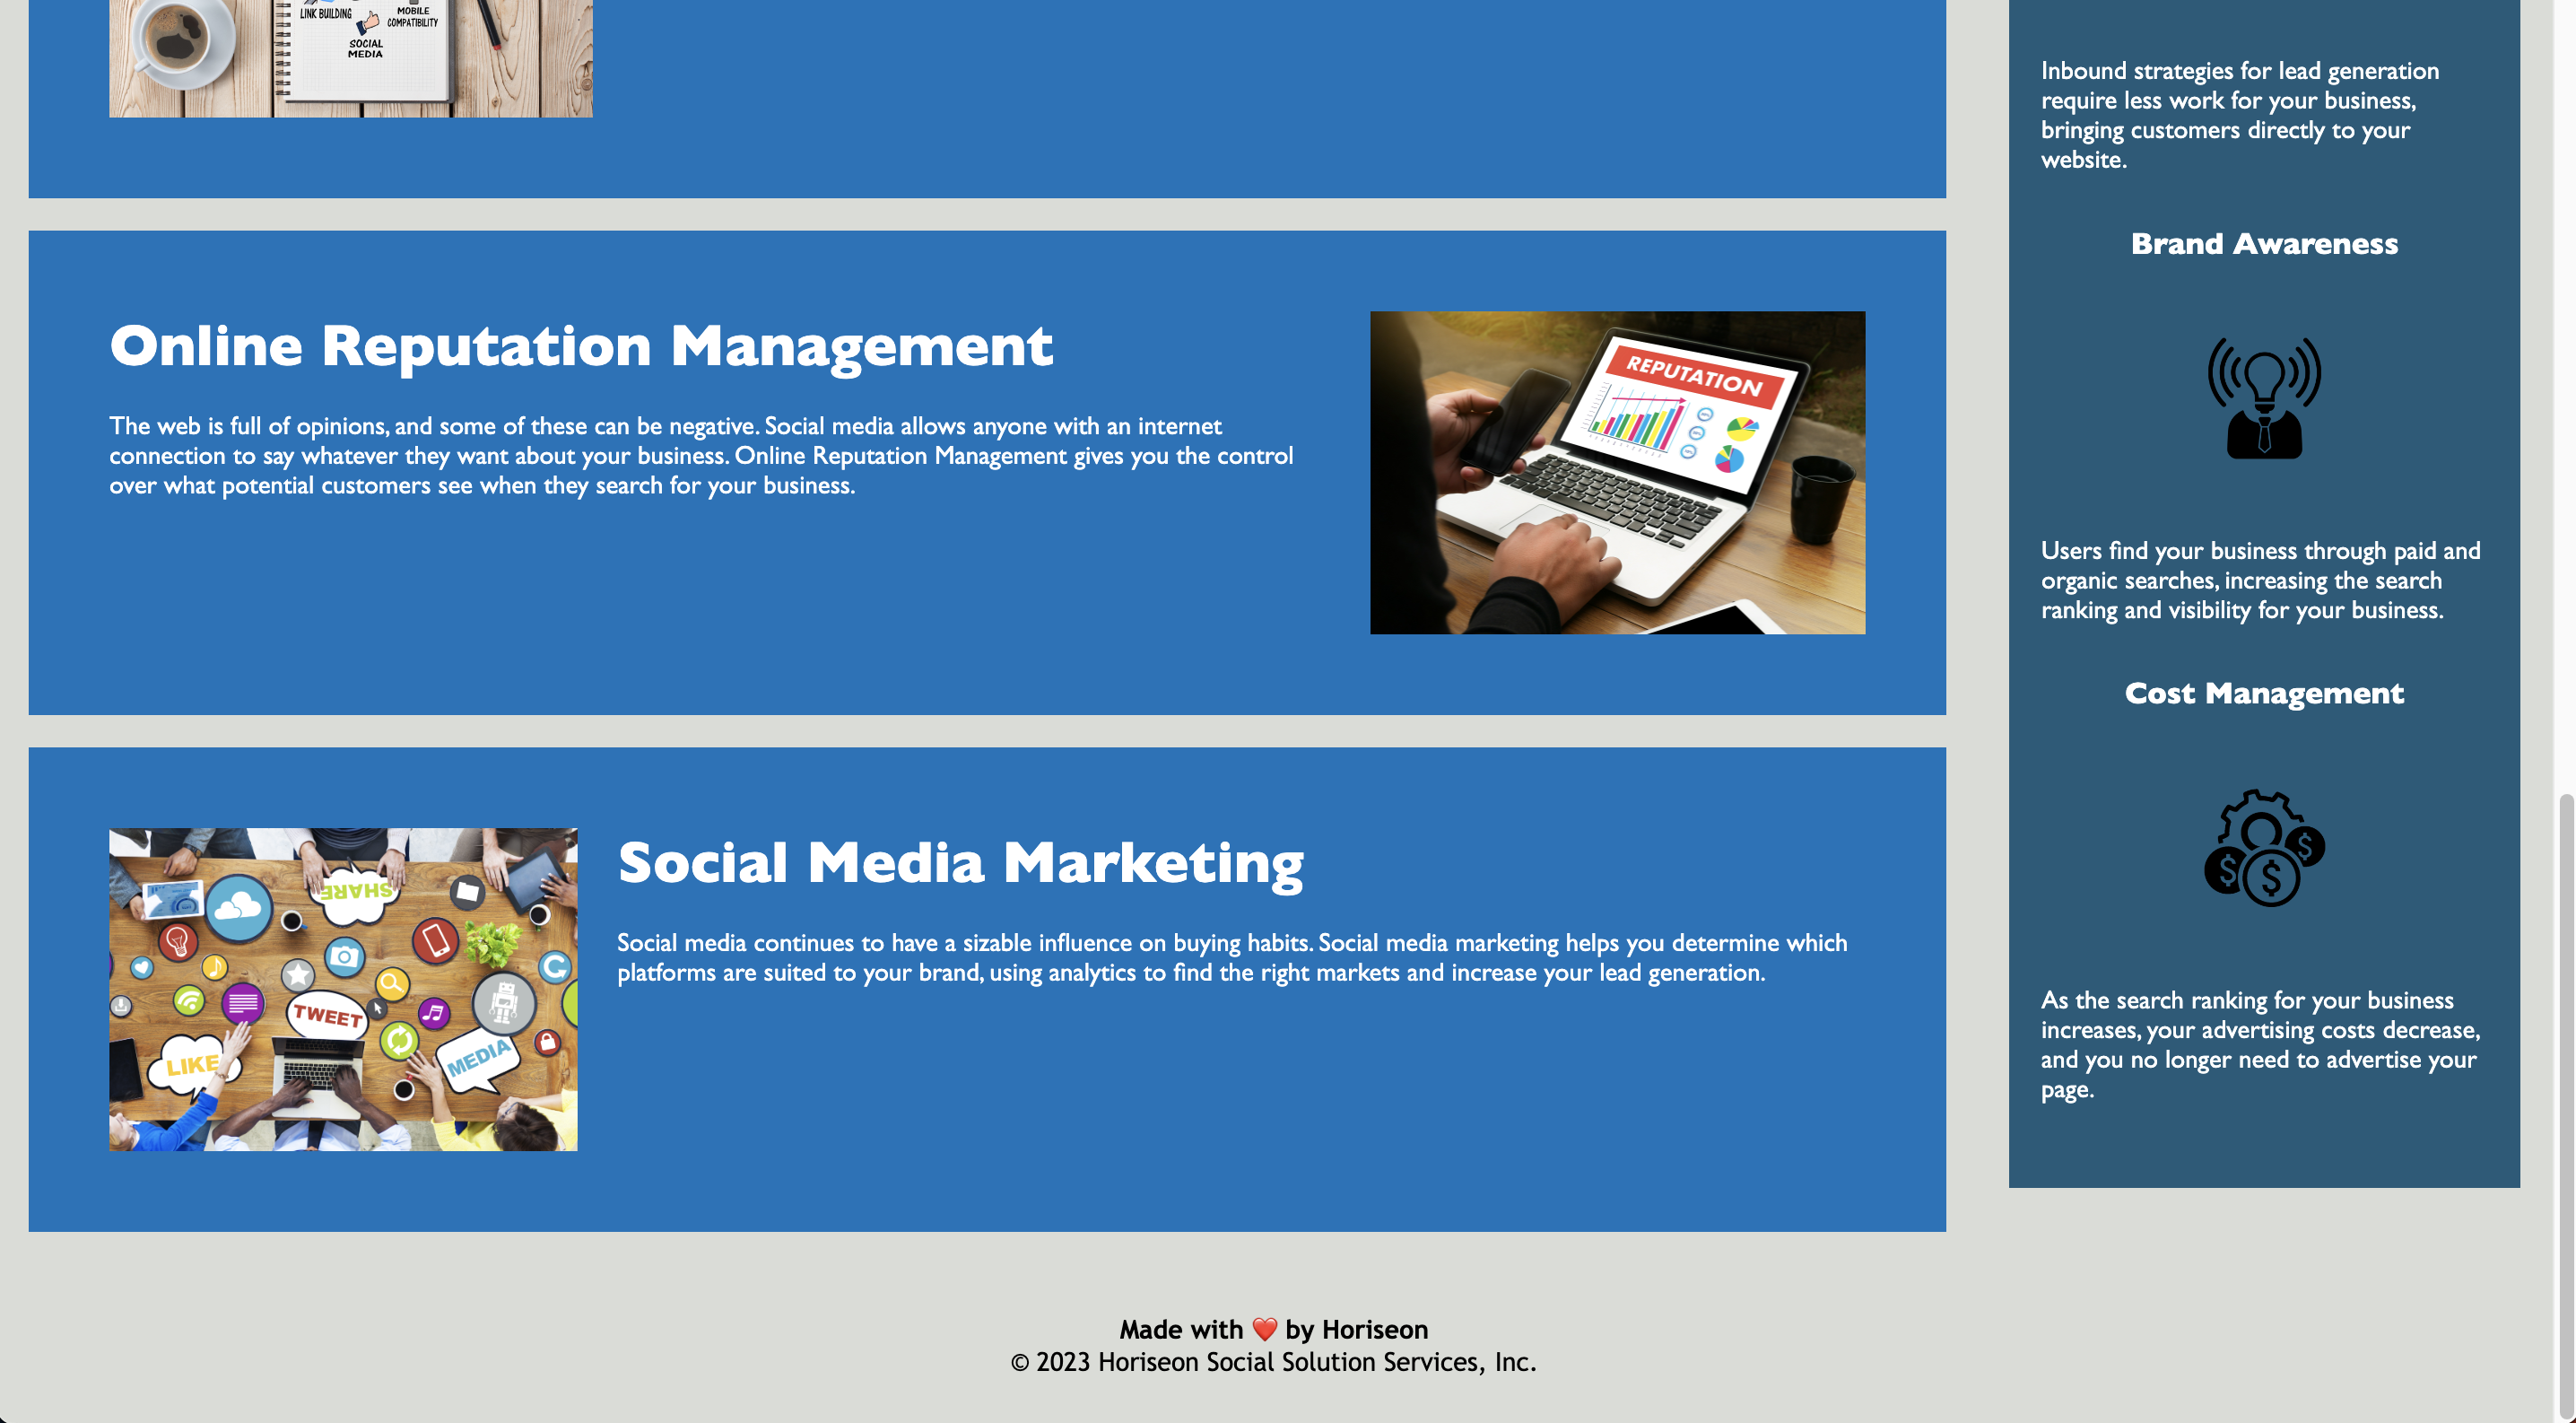 LINK BUILDING
MOBILE
COMPATIBILITY
SOCIAL
MEDIA
Online Reputation Management
The web is full of opinions, and some of these can be negative. Social media allows anyone with an internet
connection to say whatever they want about your business. Online Reputation Management gives you the control
over what potential customers see when they search for your business.
REPUTATION
SHARE
TWEET
LIKE
MEDIA
Social Media Marketing
Social media continues to have a sizable influence on buying habits. Social media marketing helps you determine which
platforms are suited to your brand, using analytics to find the right markets and increase your lead generation.
Inbound strategies for lead generation
require less work for your business,
bringing customers directly to your
website.
Brand Awareness
Users find your business through paid and
organic searches, increasing the search
ranking and visibility for your business.
Cost Management
$ $ $
As the search ranking for your business
increases, your advertising costs decrease,
and you no longer need to advertise your
page.
Made with ❤️ by Horiseon
© 2023 Horiseon Social Solution Services, Inc.